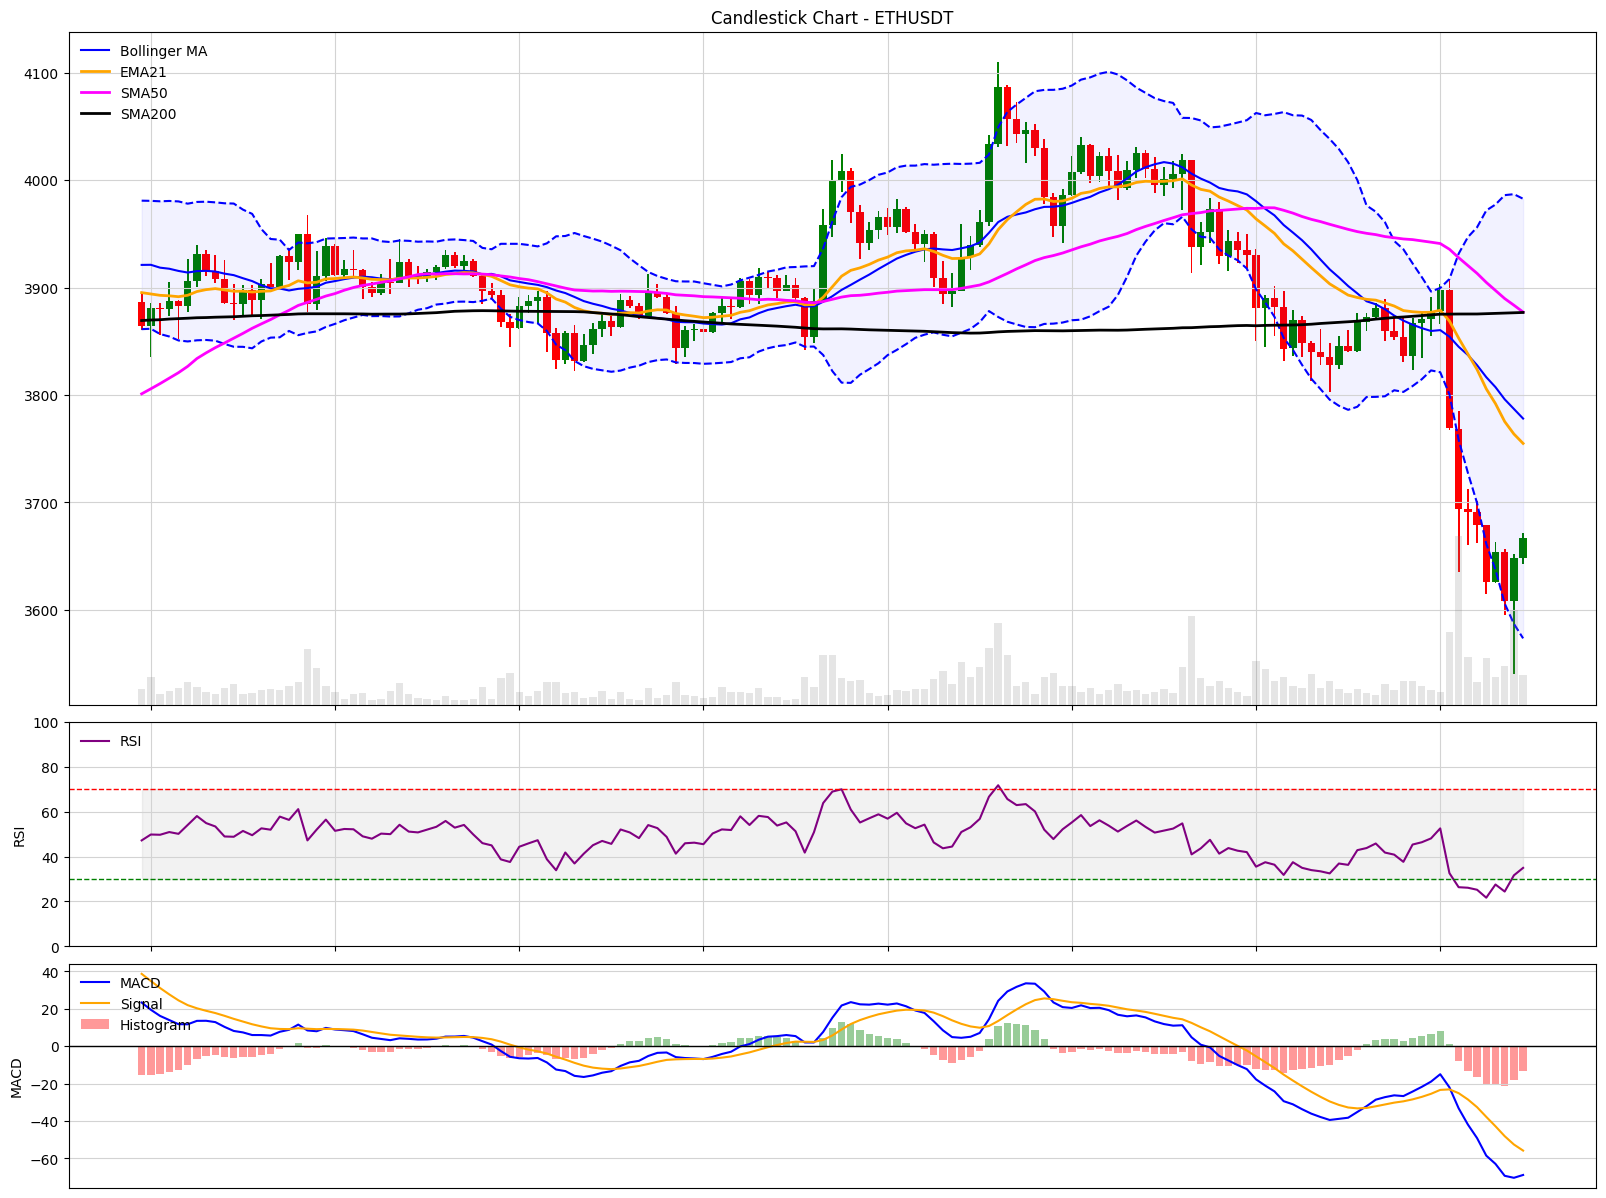 Candlestick Chart - ETHUSDT
Bollinger MA
EMA21
SMA50
SMA200
4100
4000
3900
3800
3700
3600
RSI
100
80
60
40
20
0
RSI
MACD
Signal
Histogram
40
20
0
−20
−40
−60
MACD